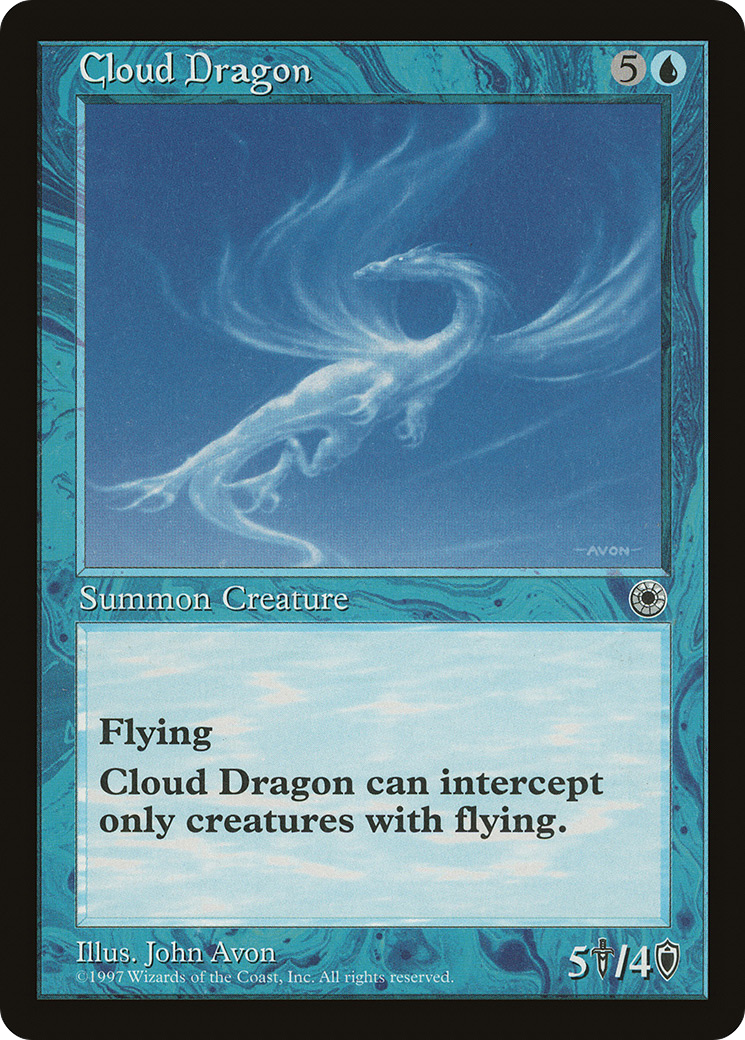 Cloud Dragon 5
AVON
Summon Creature
Flying
Cloud Dragon can intercept
only creatures with flying.
Illus. John Avon
©1997 Wizards of the Coast, Inc. All rights reserved.
5/4